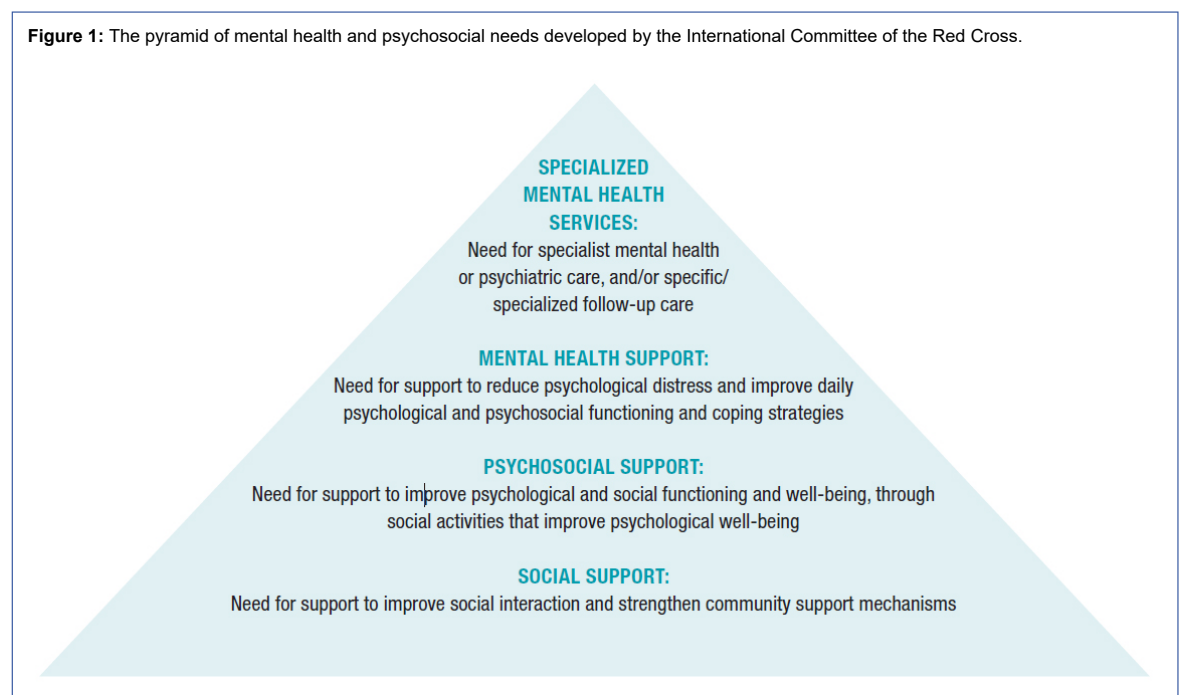 Figure 1: The pyramid of mental health and psychosocial needs developed by the International Committee of the Red Cross.
SPECIALIZED
MENTAL HEALTH
SERVICES:
Need for specialist mental health
or psychiatric care, and/or specific/
specialized follow-up care
MENTAL HEALTH SUPPORT:
Need for support to reduce psychological distress and improve daily
psychological and psychosocial functioning and coping strategies
PSYCHOSOCIAL SUPPORT:
Need for support to improve psychological and social functioning and well-being, through
social activities that improve psychological well-being
SOCIAL SUPPORT:
Need for support to improve social interaction and strengthen community support mechanisms